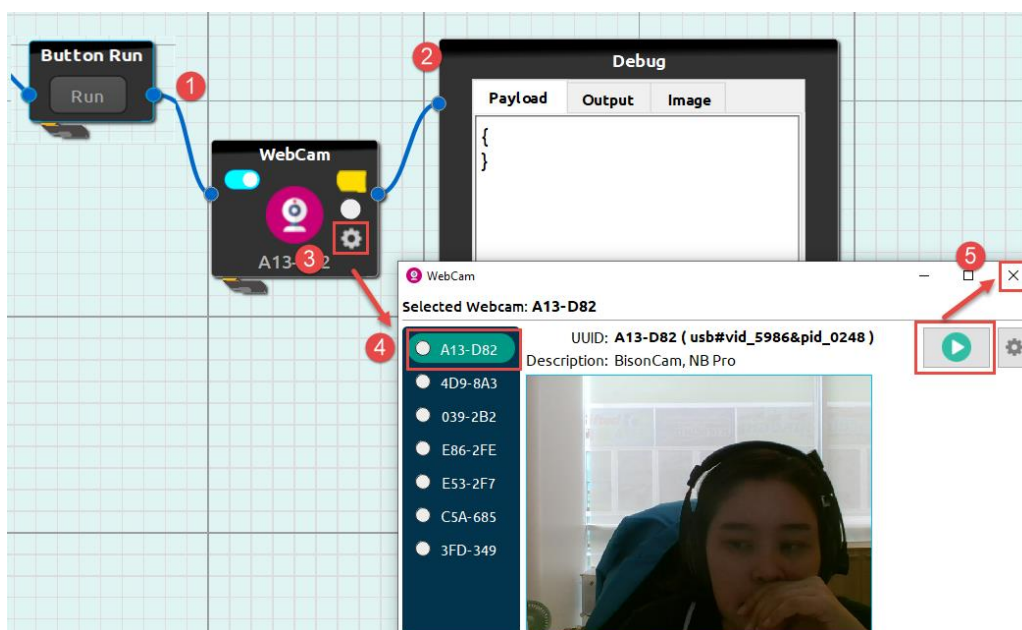 Button Run
Run
1
WebCam
A13-
3
2
2
Debug
Payload
Output
Image
{
}
WebCam
5
Selected Webcam: A13-D82
4
A13-D82
4D9-8A3
039-2B2
E86-2FE
E53-2F7
C5A-685
3FD-349
UUID: A13-D82 ( usb#vid_5986&pid_0248 )
Description: BisonCam, NB Pro